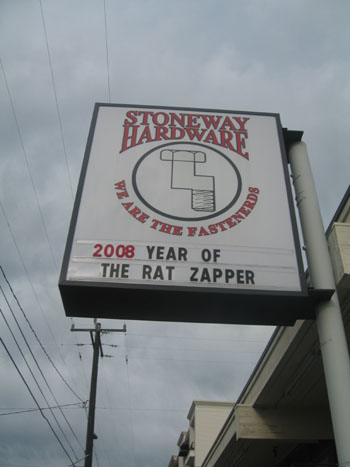 STONEWAY
HARDWARE
WE ARE THE FASTENERDS
2008 YEAR OF
THE RAT ZAPPER